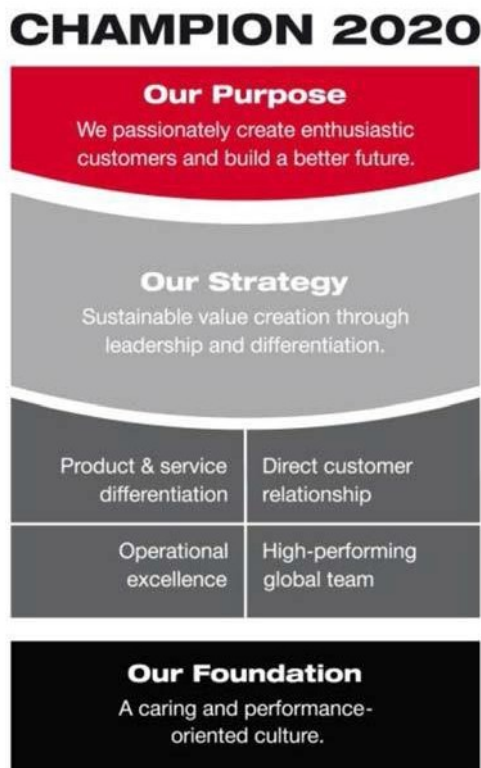 CHAMPION 2020
Our Purpose
We passionately create enthusiastic
customers and build a better future.
Our Strategy
Sustainable value creation through
leadership and differentiation.
Product & service
differentiation
Direct customer
relationship
Operational
excellence
High-performing
global team
Our Foundation
A caring and performance-
oriented culture.